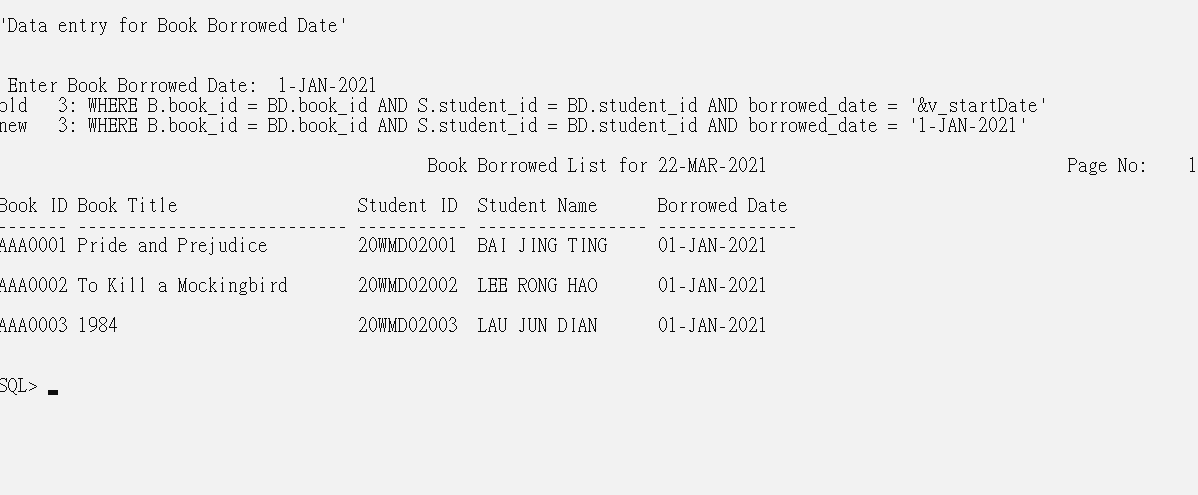 'Data entry for Book Borrowed Date'
Enter Book Borrowed Date: 1-JAN-2021
old 3: WHERE B.book_id = BD.book_id AND S.student_id = BD.student_id AND borrowed_date = '&v_startDate'
new 3: WHERE B.book_id = BD.book_id AND S.student_id = BD.student_id AND borrowed_date = '1-JAN-2021'
Book Borrowed List for 22-MAR-2021 Page No: 1
Book ID Book Title Student ID Student Name Borrowed Date
------- --------------------------- ----------- ----------------- --------------
AAA0001 Pride and Prejudice 20WMD02001 BAI JING TING 01-JAN-2021
AAA0002 To Kill a Mockingbird 20WMD02002 LEE RONG HAO 01-JAN-2021
AAA0003 1984 20WMD02003 LAU JUN DIAN 01-JAN-2021
SQL>